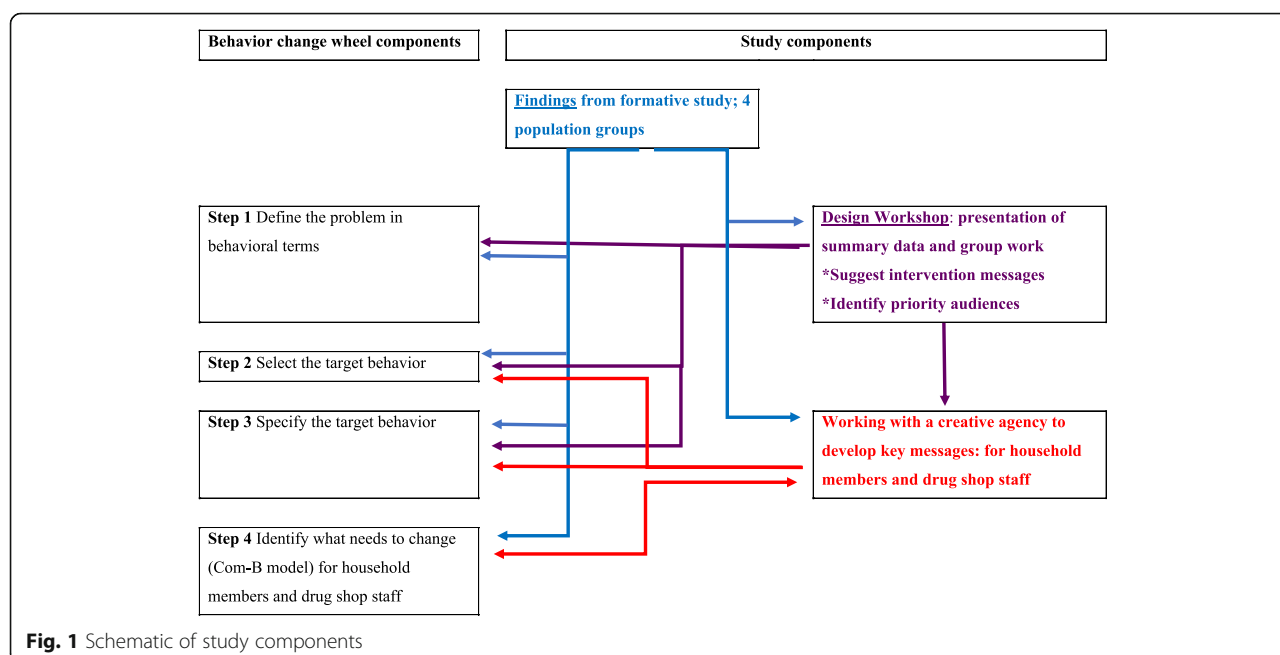 Behavior change wheel components
Study components
Findings from formative study; 4
population groups
Step 1 Define the problem in
behavioral terms
Design Workshop: presentation of
summary data and group work
*Suggest intervention messages
*Identify priority audiences
Step 2 Select the target behavior
Step 3 Specify the target behavior
Working with a creative agency to
develop key messages: for household
members and drug shop staff
Step 4 Identify what needs to change
(Com-B model) for household
members and drug shop staff
Fig. 1 Schematic of study components